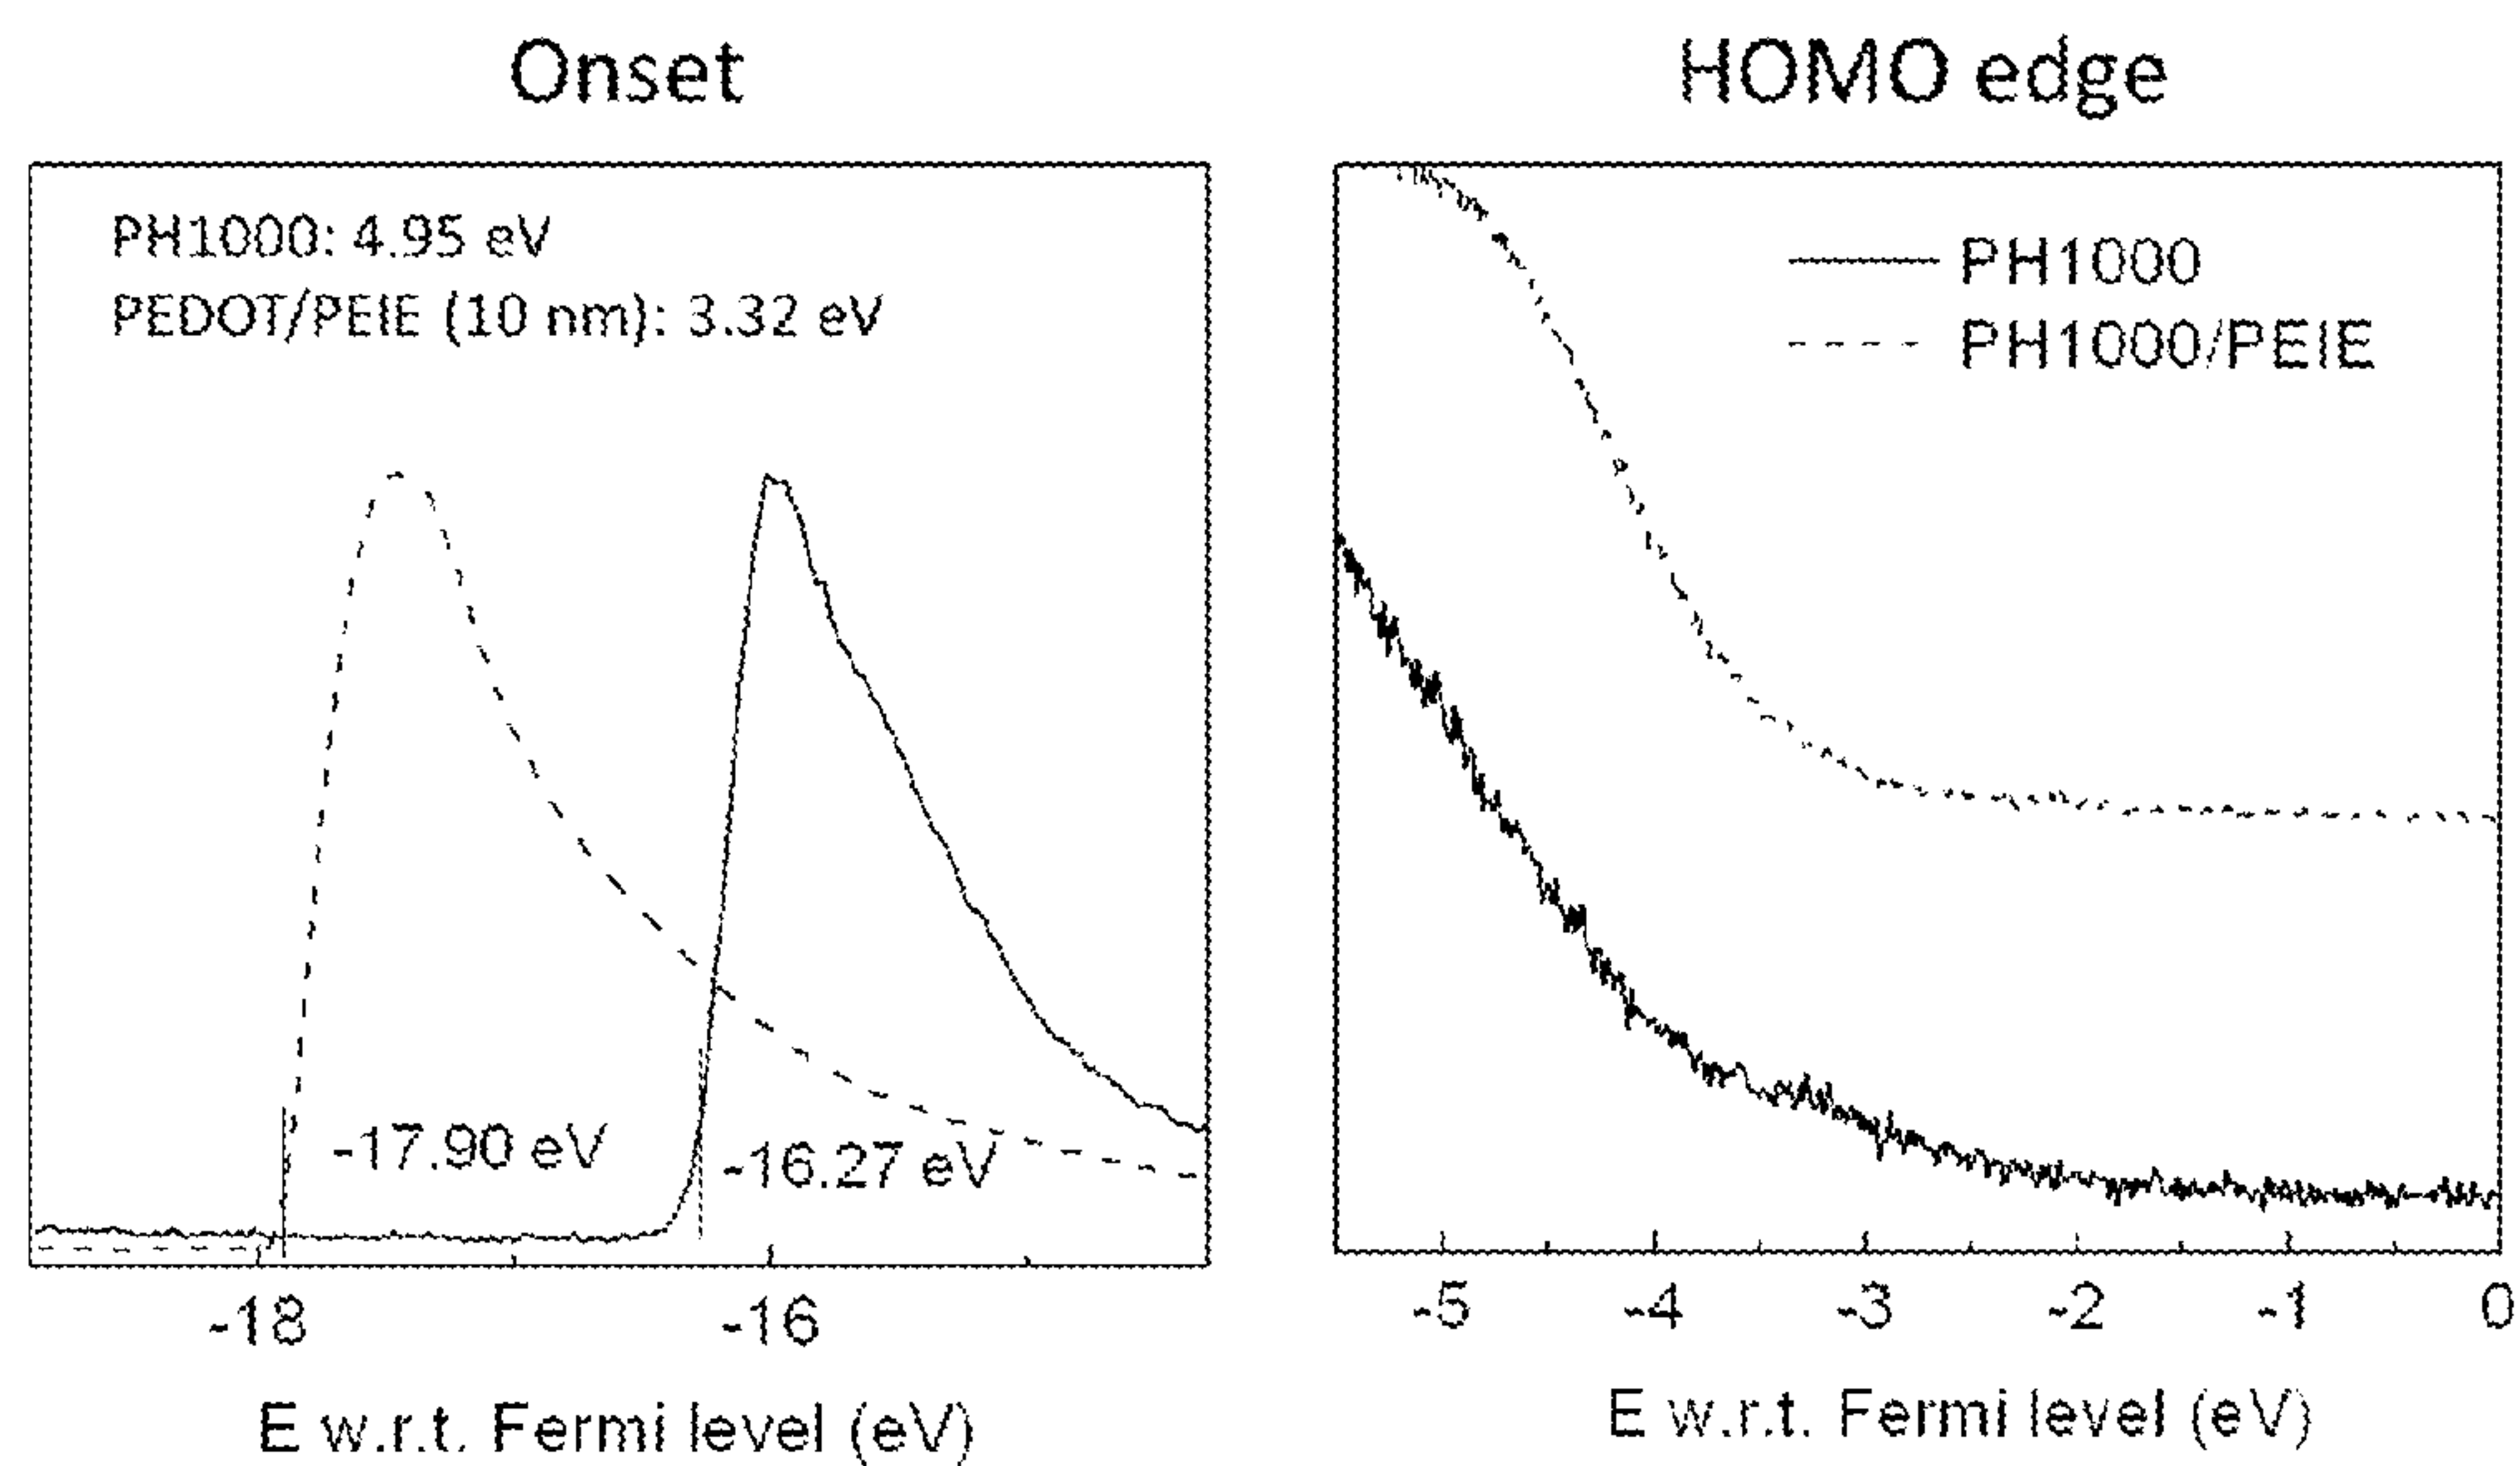 Onset
PH1000: 4.95 eV
PEDOT/PEIE (10 nm): 3.32 eV
-17.90 eV
-16.27 eV
-18
-16
E w.r.t. Fermi level (eV)
HOMO edge
PH1000
PH1000/PEIE
-5
-4
-3
-2
-1
0
E w.r.t. Fermi level (eV)